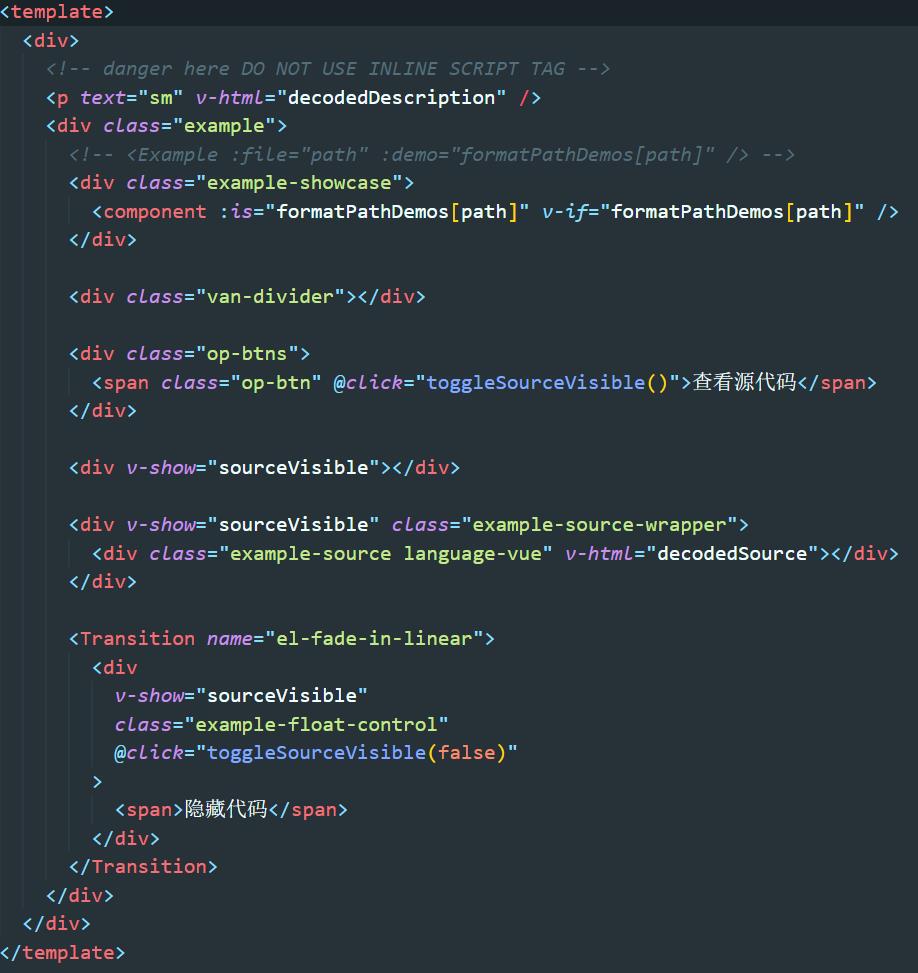 <template>
<div>
<!-- danger here DO NOT USE INLINE SCRIPT TAG -->
<p text="sm" v-html="decodedDescription" />
<div class="example">
<!-- <Example :file="path" :demo="formatPathDemos[path]" /> -->
<div class="example-showcase">
<component :is="formatPathDemos[path]" v-if="formatPathDemos[path]" />
</div>
<div class="van-divider"></div>
<div class="op-btns">
<span class="op-btn" @click="toggleSourceVisible()">查看源代码</span>
</div>
<div v-show="sourceVisible"></div>
<div v-show="sourceVisible" class="example-source-wrapper">
<div class="example-source language-vue" v-html="decodedSource"></div>
</div>
<Transition name="el-fade-in-linear">
<div
v-show="sourceVisible"
class="example-float-control"
@click="toggleSourceVisible(false)"
>
<span>隐藏代码</span>
</div>
</Transition>
</div>
</div>
</template>